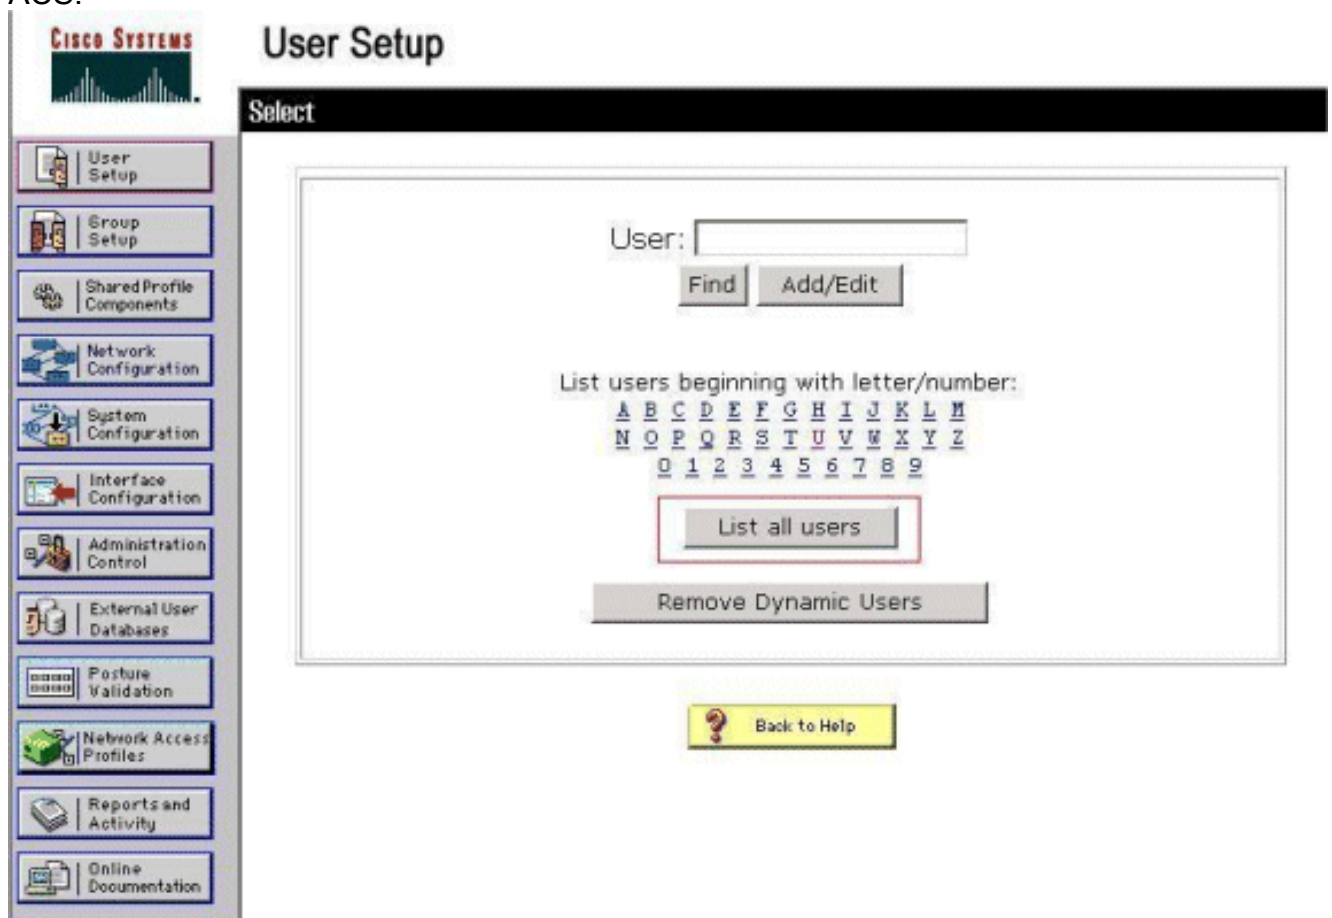 ACS.
CISCO SYSTEMS
User Setup
Select
User
Setup
Group
Setup
Shared Profile
Components
Network
Configuration
System
Configuration
Interface
Configuration
Administration
Control
External User
Databases
Posture
Validation
Network Access
Profiles
Reports and
Activity
Online
Documentation
User:
Find Add/Edit
List users beginning with letter/number:
A B C D E F G H I J K L M
N O P Q R S T U V W X Y Z
0 1 2 3 4 5 6 7 8 9
List all users
Remove Dynamic Users
? Back to Help